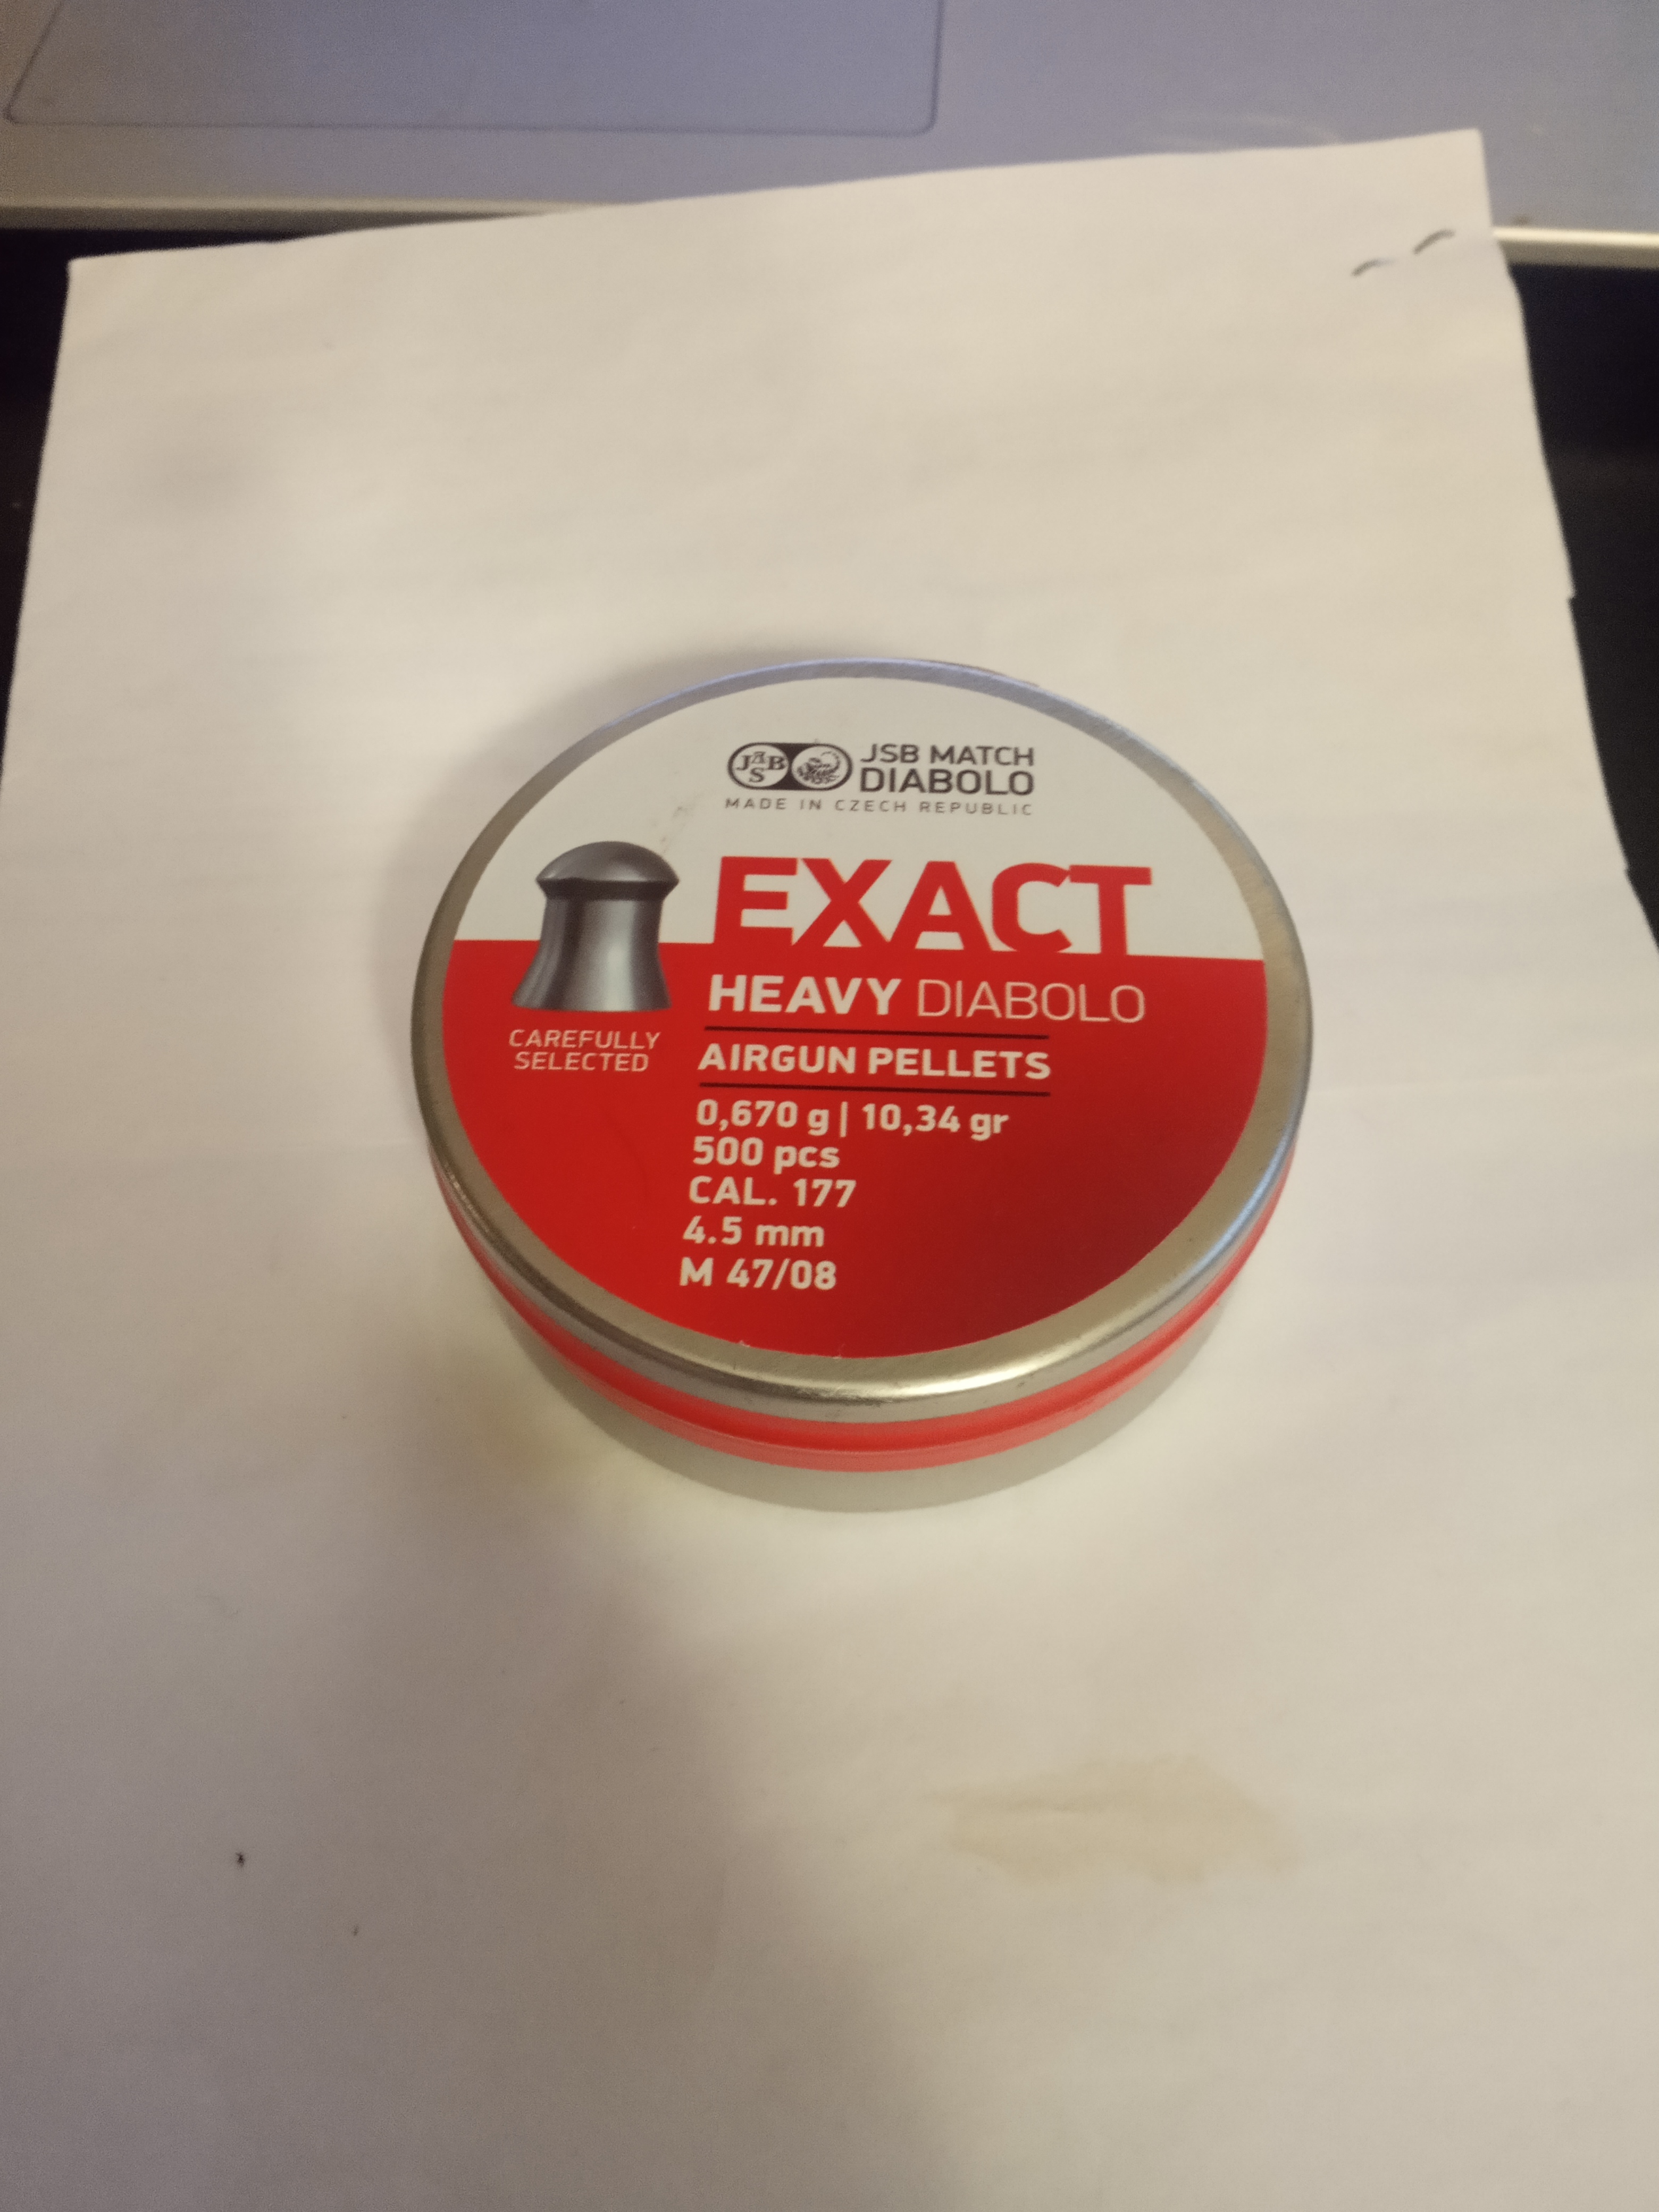 JSB
JSB MATCH
DIABOLO
MADE IN CZECH REPUBLIC
EXACT
HEAVY DIABOLO
CAREFULLY
SELECTED
AIRGUN PELLETS
0,670 g | 10,34 gr
500 pcs
CAL. 177
4.5 mm
M 47/08